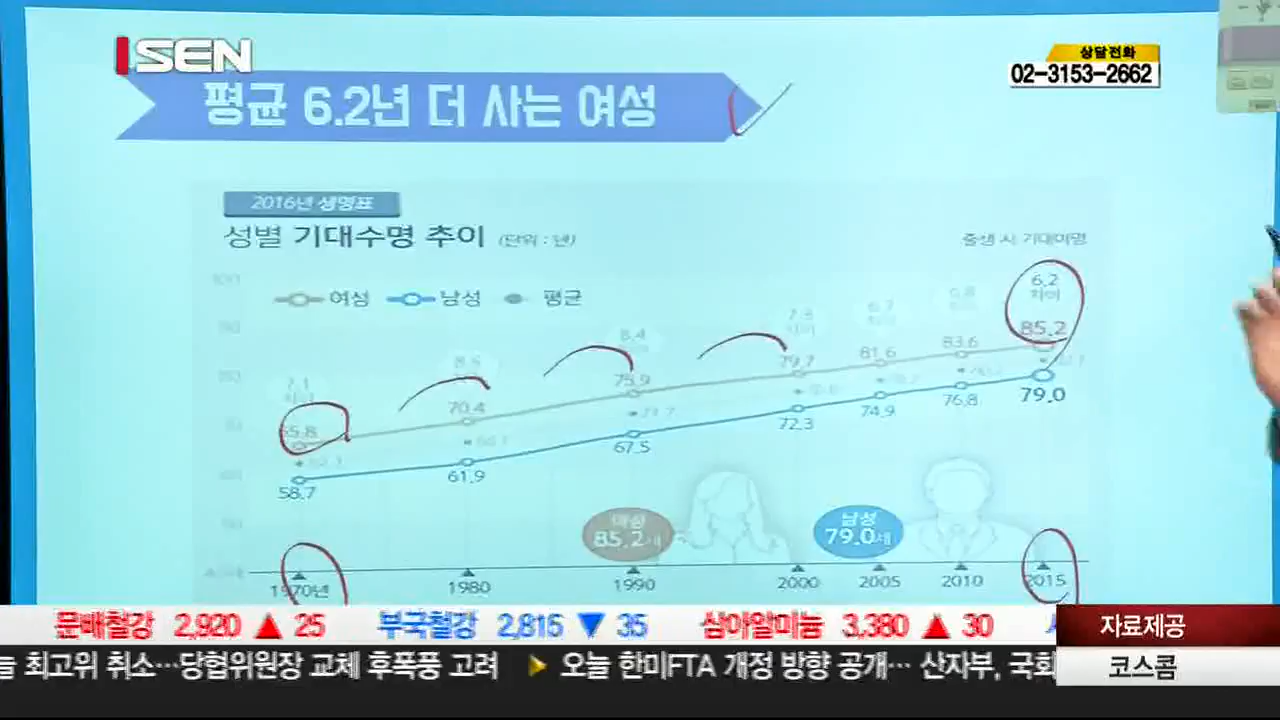 SEN
상담전화
02-3153-2662
평균 6.2년 더 사는 여성
2016년 생명표
성별 기대수명 추이 (단위 : 년)
출생 시 기대여명
여성 남성 평균
6.2
차이
7.3
6.7
6.8
8.4
8.5
7.1
85.2
83.6
81.6
79.7
75.9
70.4
79.0
76.8
74.9
72.3
67.5
61.9
58.7
여성
85.2세
남성
79.0세
1970년 1980 1990 2000 2005 2010 2015
문배철강 2,920 ▲ 25 부국철강 2,815 ▼ 35 삼아알미늄 3,380 ▲ 30
자료제공
최고위 취소…당협위원장 교체 후폭풍 고려 ▶ 오늘 한미FTA 개정 방향 공개… 산자부, 국회
코스콤